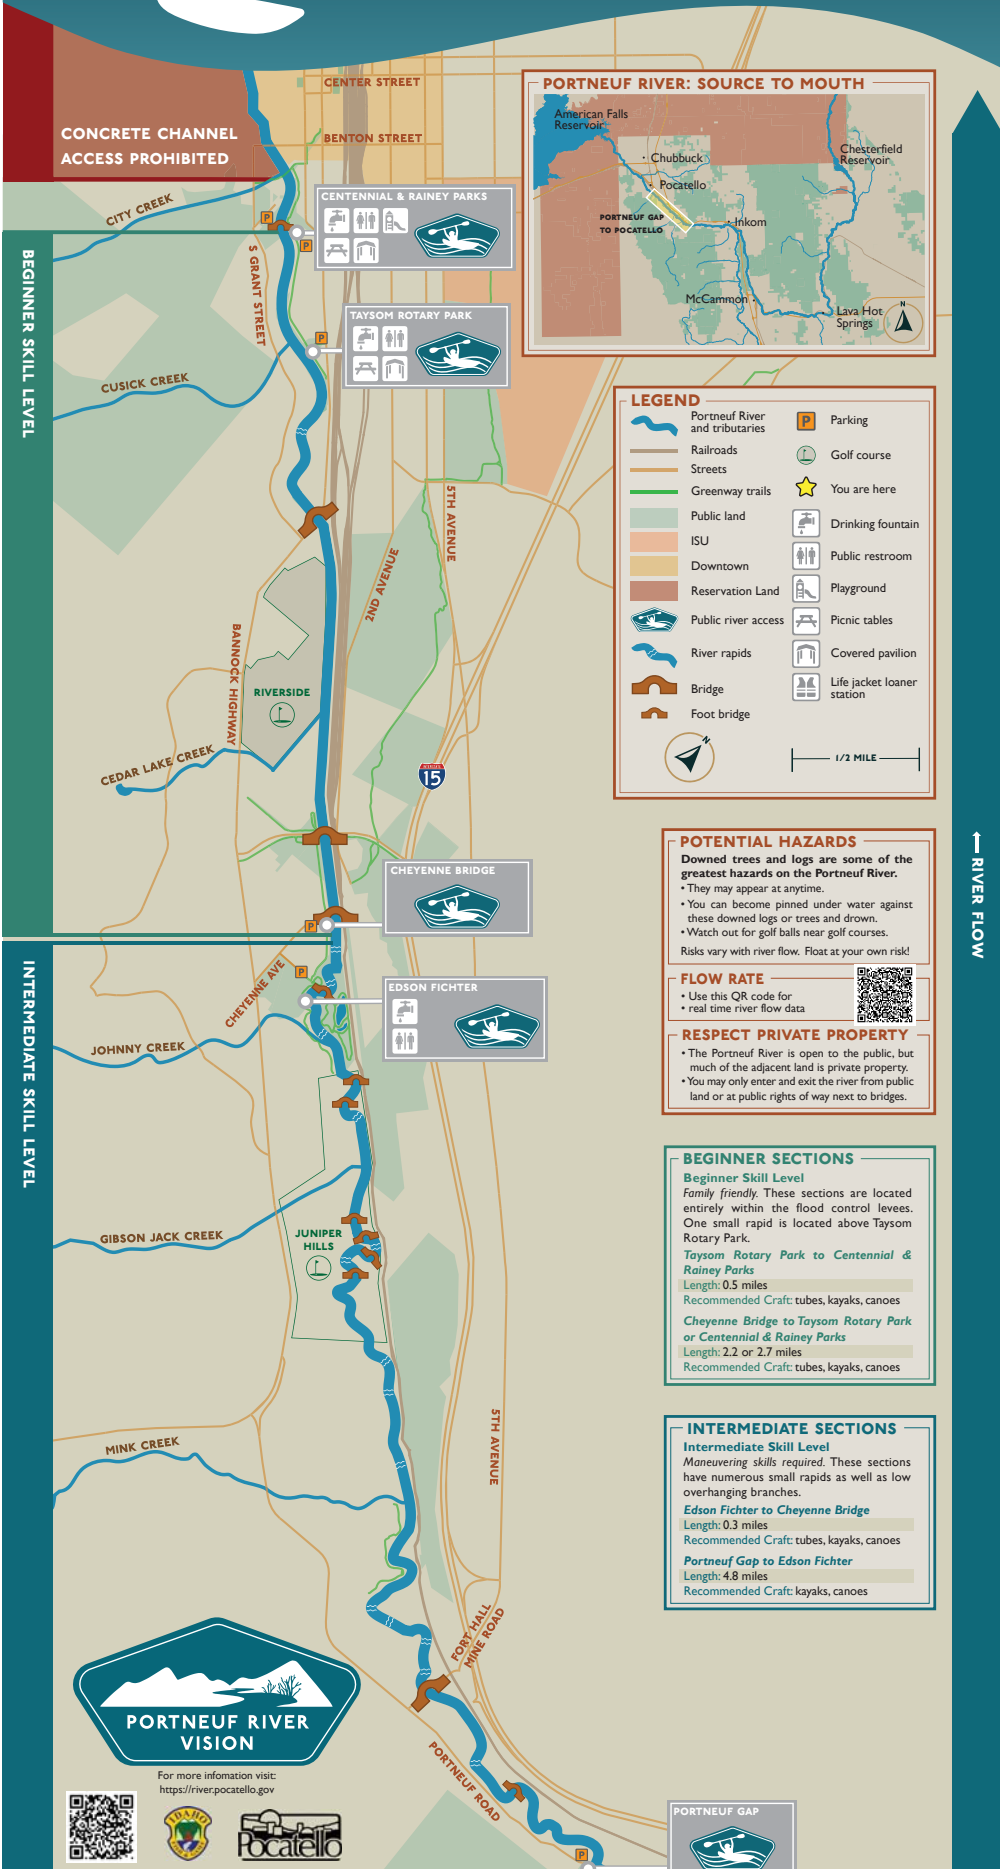 CENTER STREET
BENTON STREET
CONCRETE CHANNEL
ACCESS PROHIBITED
CITY CREEK
P
P
CENTENNIAL & RAINEY PARKS
S GRANT STREET
BEGINNER SKILL LEVEL
P
TAYSOM ROTARY PARK
CUSICK CREEK
5TH AVENUE
2ND AVENUE
BANNOCK HIGHWAY
RIVERSIDE
CEDAR LAKE CREEK
15
CHEYENNE BRIDGE
P
CHEYENNE AVE
P
EDSON FICHTER
INTERMEDIATE SKILL LEVEL
JOHNNY CREEK
GIBSON JACK CREEK
JUNIPER
HILLS
MINK CREEK
5TH AVENUE
FORT HALL
MINE ROAD
PORTNEUF ROAD
P
PORTNEUF GAP
PORTNEUF RIVER
VISION
For more infomation visit:
https://river.pocatello.gov
IDAHO
Pocatello
PORTNEUF RIVER: SOURCE TO MOUTH
American Falls
Reservoir
Chubbuck
Chesterfield
Reservoir
Pocatello
PORTNEUF GAP
TO POCATELLO
Inkom
McCammon
Lava Hot
Springs
N
LEGEND
Portneuf River
and tributaries
Railroads
Streets
Greenway trails
Public land
ISU
Downtown
Reservation Land
Public river access
River rapids
Bridge
Foot bridge
P
Parking
Golf course
You are here
Drinking fountain
Public restroom
Playground
Picnic tables
Covered pavilion
Life jacket loaner
station
N
1/2 MILE
RIVER FLOW
POTENTIAL HAZARDS
Downed trees and logs are some of the
greatest hazards on the Portneuf River.
• They may appear at anytime.
• You can become pinned under water against
these downed logs or trees and drown.
• Watch out for golf balls near golf courses.
Risks vary with river flow. Float at your own risk!
FLOW RATE
• Use this QR code for
• real time river flow data
RESPECT PRIVATE PROPERTY
• The Portneuf River is open to the public, but
much of the adjacent land is private property.
• You may only enter and exit the river from public
land or at public rights of way next to bridges.
BEGINNER SECTIONS
Beginner Skill Level
Family friendly. These sections are located
entirely within the flood control levees.
One small rapid is located above Taysom
Rotary Park.
Taysom Rotary Park to Centennial &
Rainey Parks
Length: 0.5 miles
Recommended Craft: tubes, kayaks, canoes
Cheyenne Bridge to Taysom Rotary Park
or Centennial & Rainey Parks
Length: 2.2 or 2.7 miles
Recommended Craft: tubes, kayaks, canoes
INTERMEDIATE SECTIONS
Intermediate Skill Level
Maneuvering skills required. These sections
have numerous small rapids as well as low
overhanging branches.
Edson Fichter to Cheyenne Bridge
Length: 0.3 miles
Recommended Craft: tubes, kayaks, canoes
Portneuf Gap to Edson Fichter
Length: 4.8 miles
Recommended Craft: kayaks, canoes